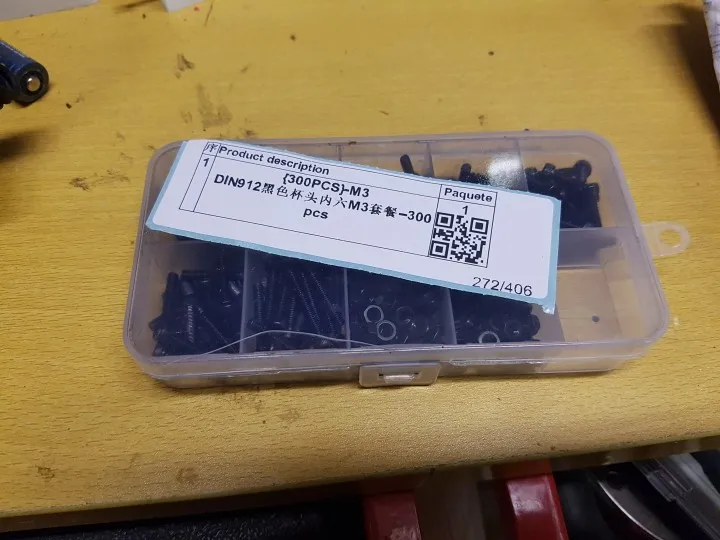 序 Product description
Paquete
1 {300PCS}-M3
1
DIN912黑色杯头内六M3套餐-300
pcs
272/406